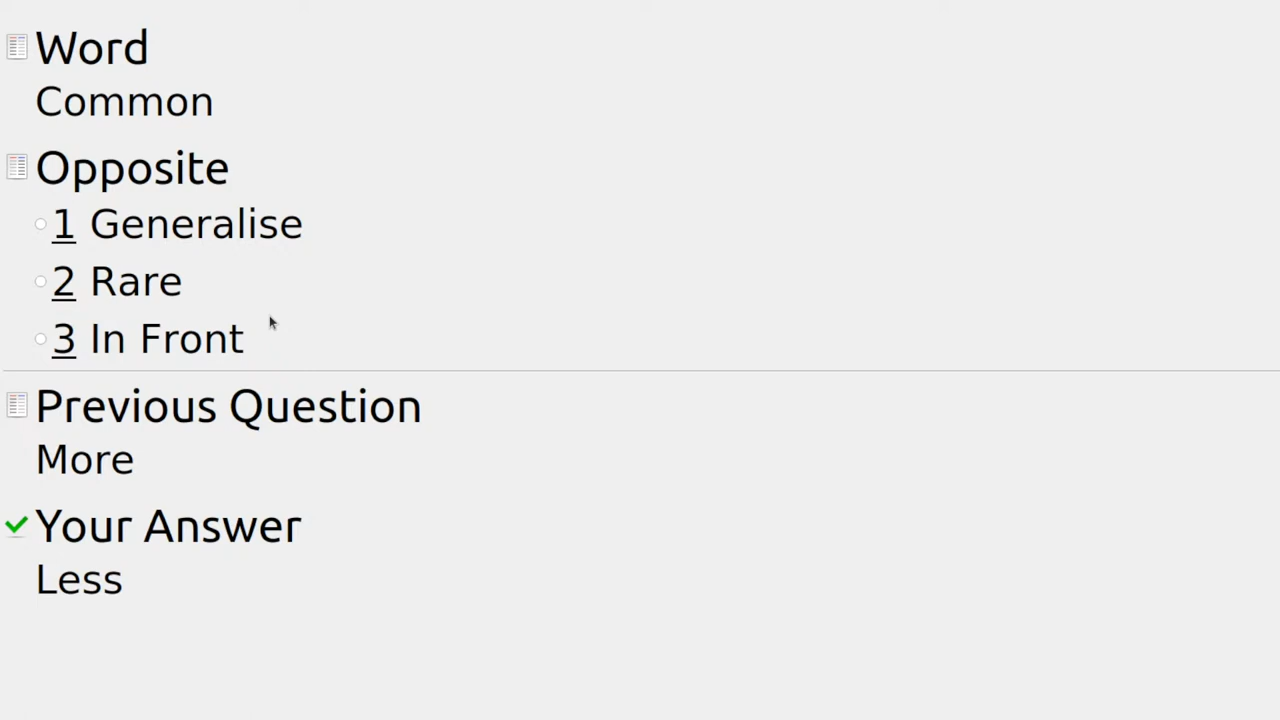 Word
Common
Opposite
1 Generalise
2 Rare
3 In Front
Previous Question
More
Your Answer
Less